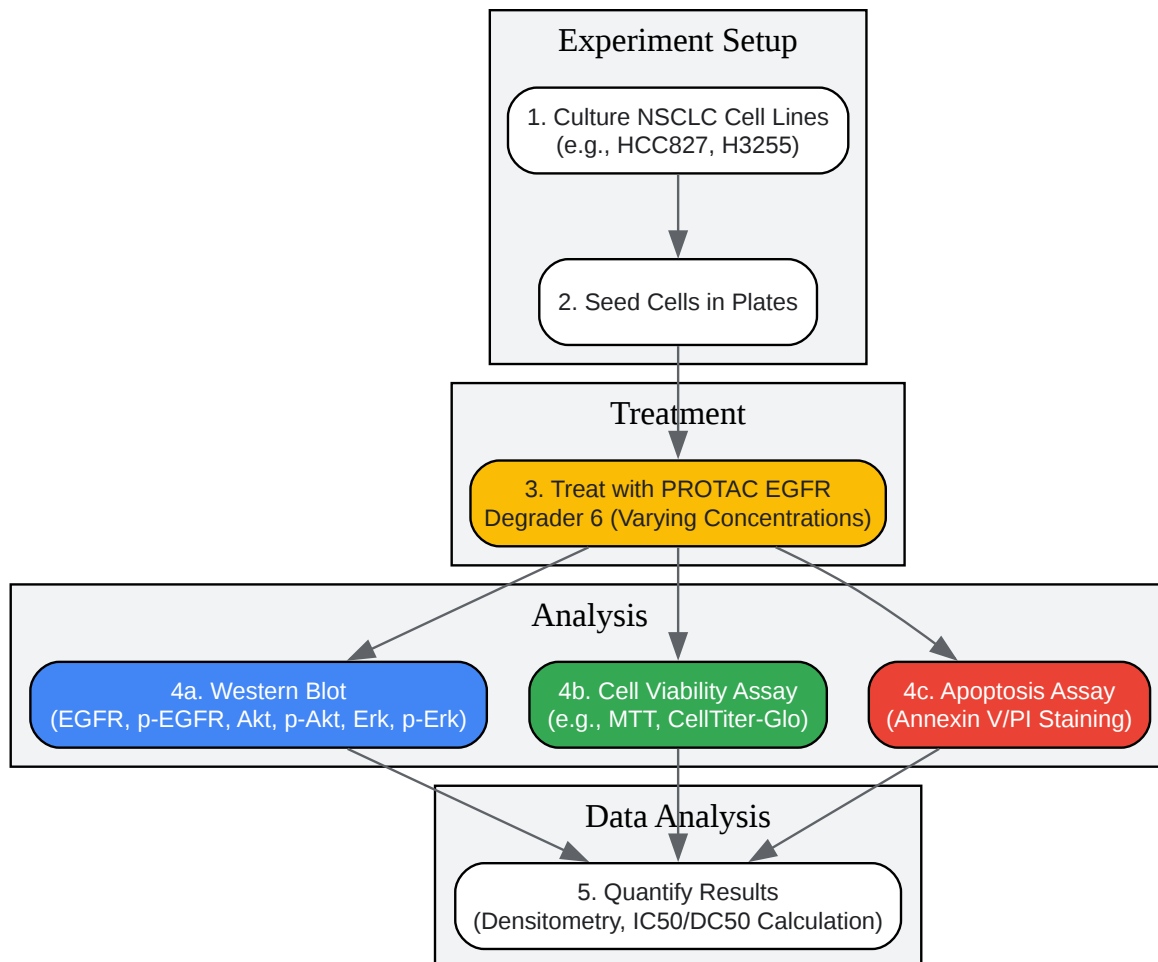 Experiment Setup
1. Culture NSCLC Cell Lines
(e.g., HCC827, H3255)
2. Seed Cells in Plates
Treatment
3. Treat with PROTAC EGFR
Degrader 6 (Varying Concentrations)
Analysis
4a. Western Blot
(EGFR, p-EGFR, Akt, p-Akt, Erk, p-Erk)
4b. Cell Viability Assay
(e.g., MTT, CellTiter-Glo)
4c. Apoptosis Assay
(Annexin V/PI Staining)
Data Analysis
5. Quantify Results
(Densitometry, IC50/DC50 Calculation)